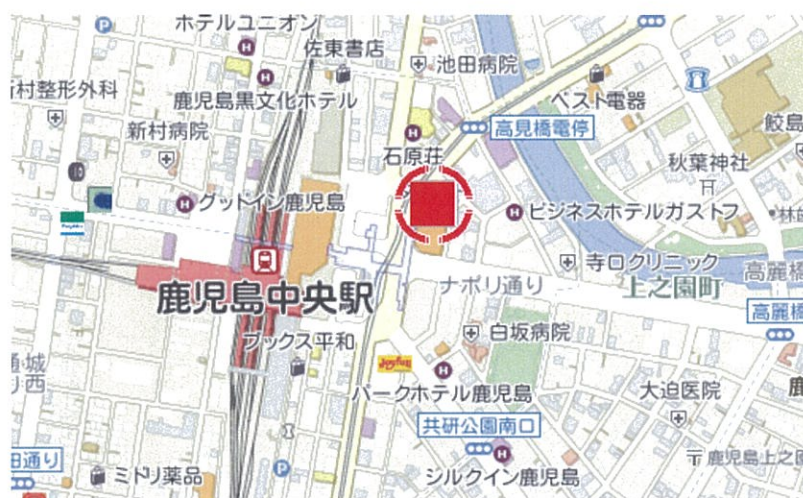 ホテルユニオン
佐東書店
池田病院
村整形外科
鹿児島黒文化ホテル
ベスト電器
新村病院
高見橋電停
鮫島
石原荘
秋葉神社
グットイン鹿児島
ビジネスホテルガストフ
寺口クリニック
ナポリ通り
高麗橋
上之園町
鹿児島中央駅
高麗橋
ブックス平和
白坂病院
パークホテル鹿児島
大迫医院
共研公園南口
田通り
ミドリ薬品
シルクイン鹿児島
鹿児島上之園